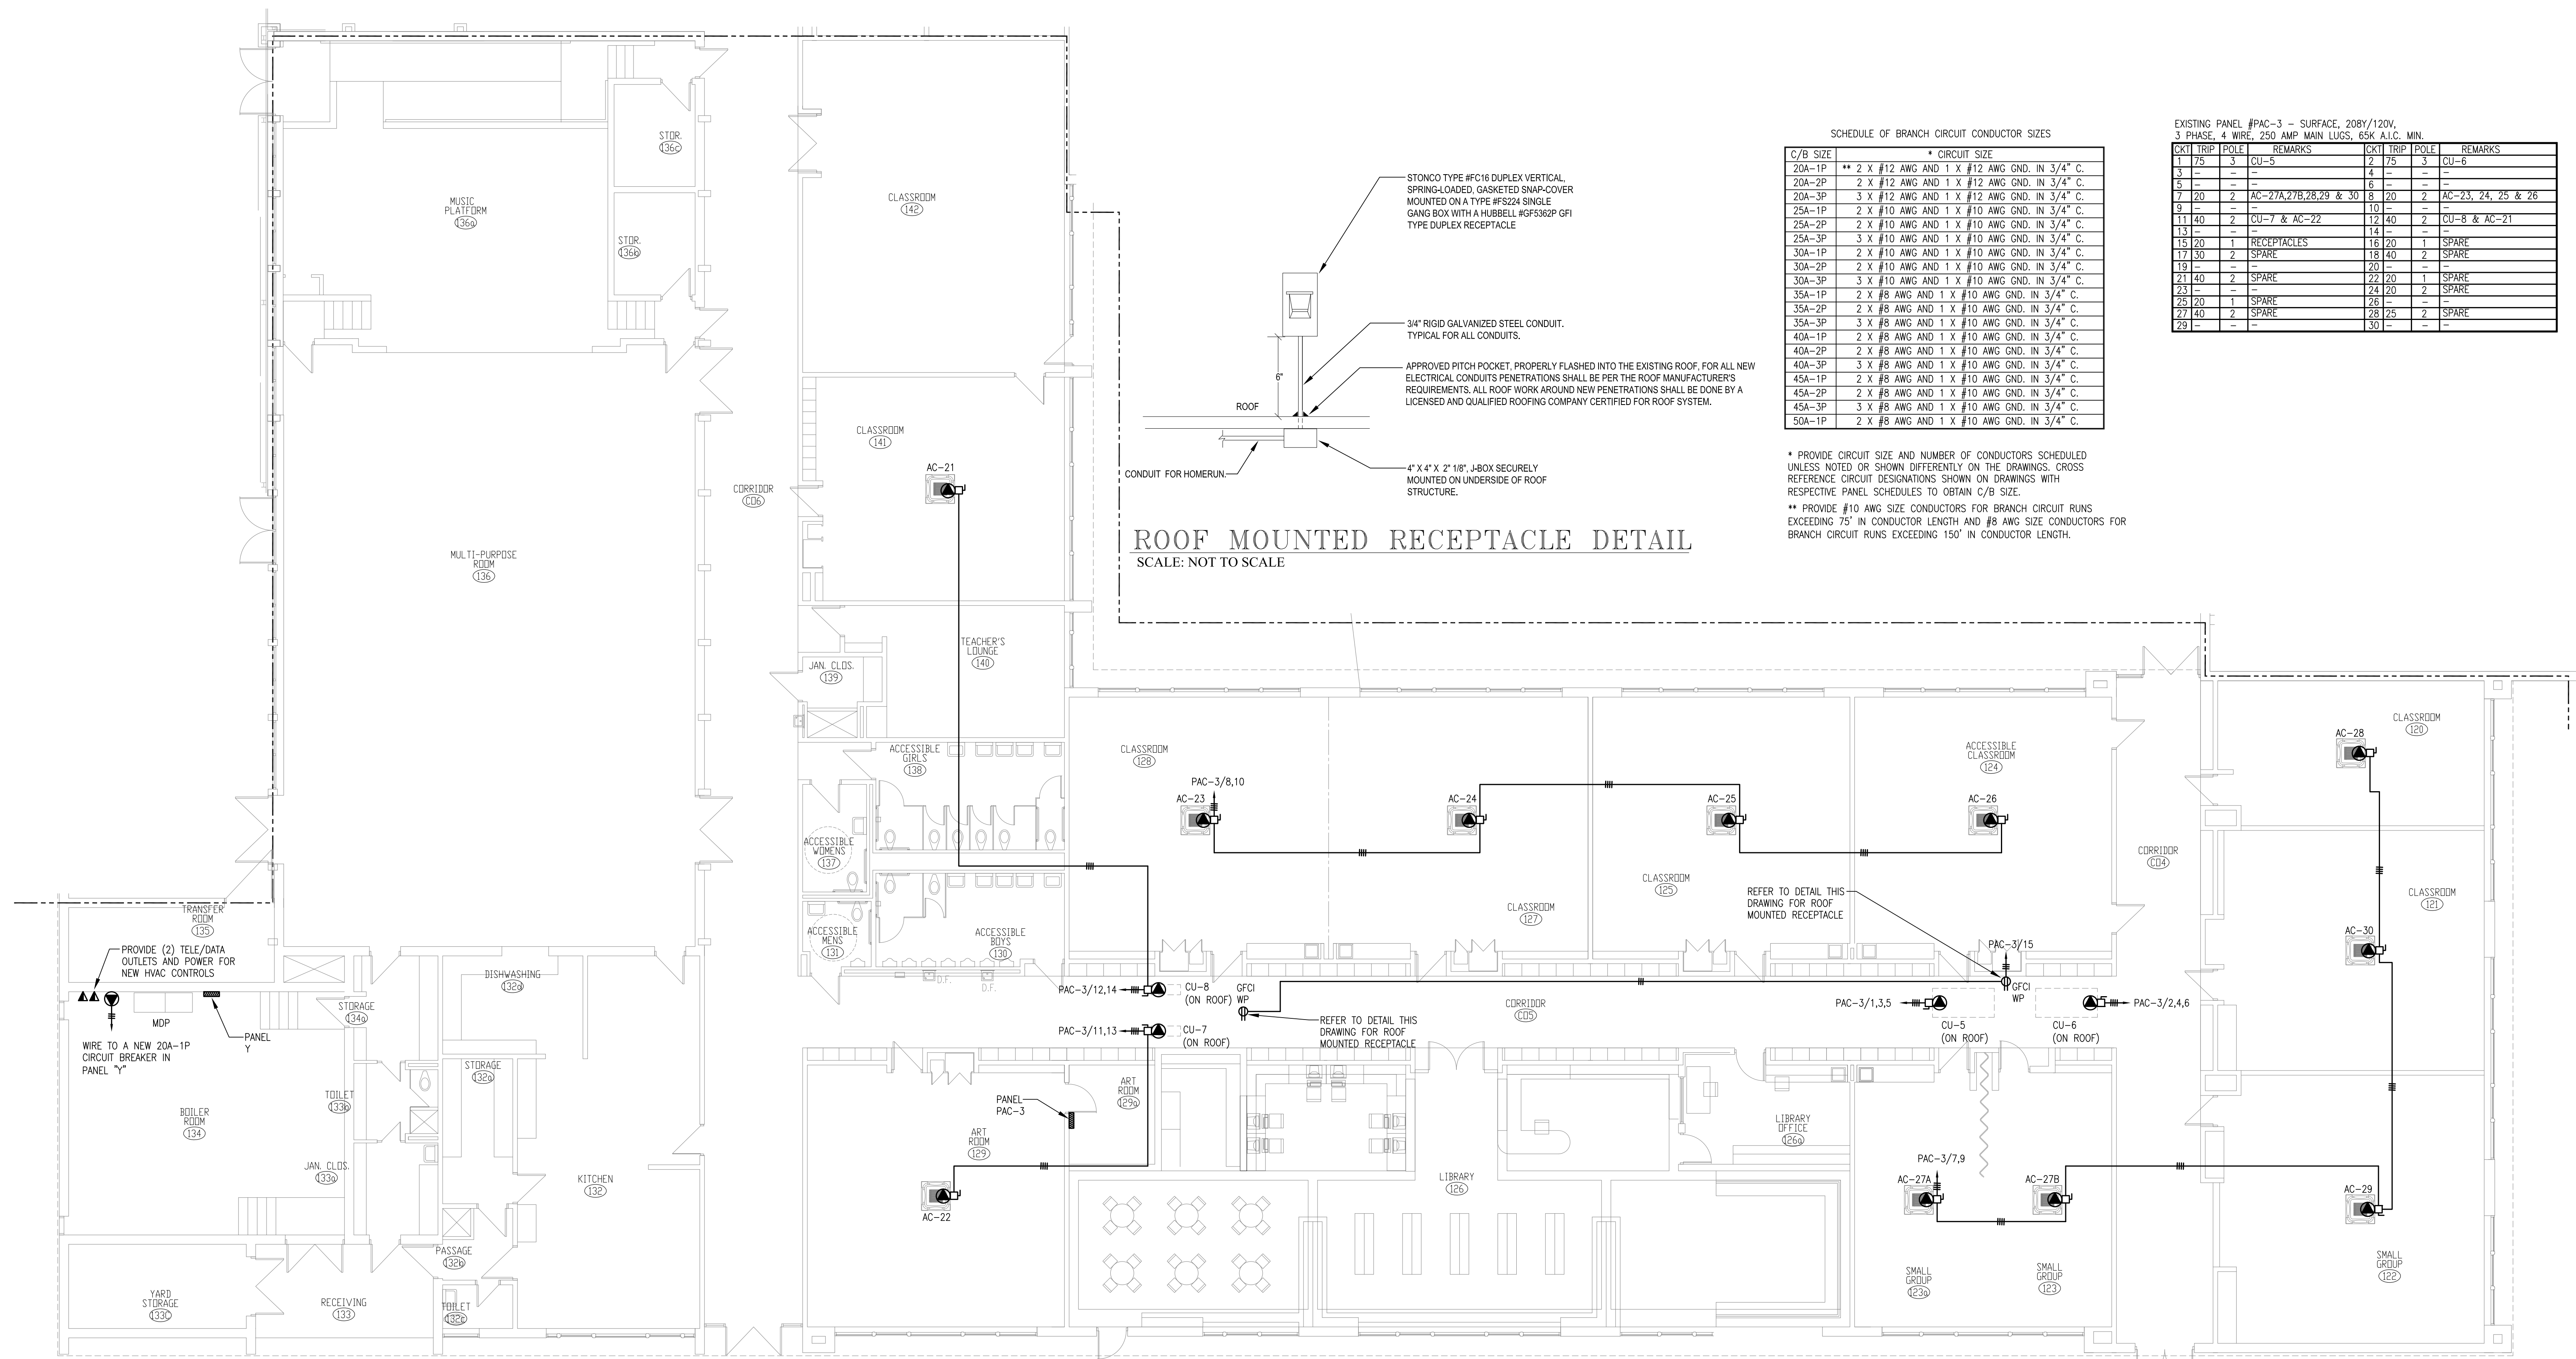 STOR.
136c
MUSIC
PLATFORM
136a
STOR.
136b
CLASSROOM
142
CLASSROOM
141
AC-21
CORRIDOR
C06
MULTI-PURPOSE
ROOM
136
TEACHER'S
LOUNGE
140
JAN. CLOS.
139
ACCESSIBLE
GIRLS
138
ACCESSIBLE
WOMENS
137
ACCESSIBLE
MENS
131
ACCESSIBLE
BOYS
130
D.F.
D.F.
STONCO TYPE #FC16 DUPLEX VERTICAL,
SPRING-LOADED, GASKETED SNAP-COVER
MOUNTED ON A TYPE #FS224 SINGLE
GANG BOX WITH A HUBBELL #GF5362P GFI
TYPE DUPLEX RECEPTACLE
3/4" RIGID GALVANIZED STEEL CONDUIT.
TYPICAL FOR ALL CONDUITS.
6"
APPROVED PITCH POCKET, PROPERLY FLASHED INTO THE EXISTING ROOF, FOR ALL NEW
ELECTRICAL CONDUITS PENETRATIONS SHALL BE PER THE ROOF MANUFACTURER'S
REQUIREMENTS. ALL ROOF WORK AROUND NEW PENETRATIONS SHALL BE DONE BY A
LICENSED AND QUALIFIED ROOFING COMPANY CERTIFIED FOR ROOF SYSTEM.
ROOF
CONDUIT FOR HOMERUN.
4" X 4" X 2" 1/8", J-BOX SECURELY
MOUNTED ON UNDERSIDE OF ROOF
STRUCTURE.
ROOF MOUNTED RECEPTACLE DETAIL
SCALE: NOT TO SCALE
SCHEDULE OF BRANCH CIRCUIT CONDUCTOR SIZES
C/B SIZE * CIRCUIT SIZE
20A-1P ** 2 X #12 AWG AND 1 X #12 AWG GND. IN 3/4" C.
20A-2P 2 X #12 AWG AND 1 X #12 AWG GND. IN 3/4" C.
20A-3P 3 X #12 AWG AND 1 X #12 AWG GND. IN 3/4" C.
25A-1P 2 X #10 AWG AND 1 X #10 AWG GND. IN 3/4" C.
25A-2P 2 X #10 AWG AND 1 X #10 AWG GND. IN 3/4" C.
25A-3P 3 X #10 AWG AND 1 X #10 AWG GND. IN 3/4" C.
30A-1P 2 X #10 AWG AND 1 X #10 AWG GND. IN 3/4" C.
30A-2P 2 X #10 AWG AND 1 X #10 AWG GND. IN 3/4" C.
30A-3P 3 X #10 AWG AND 1 X #10 AWG GND. IN 3/4" C.
35A-1P 2 X #8 AWG AND 1 X #10 AWG GND. IN 3/4" C.
35A-2P 2 X #8 AWG AND 1 X #10 AWG GND. IN 3/4" C.
35A-3P 3 X #8 AWG AND 1 X #10 AWG GND. IN 3/4" C.
40A-1P 2 X #8 AWG AND 1 X #10 AWG GND. IN 3/4" C.
40A-2P 2 X #8 AWG AND 1 X #10 AWG GND. IN 3/4" C.
40A-3P 3 X #8 AWG AND 1 X #10 AWG GND. IN 3/4" C.
45A-1P 2 X #8 AWG AND 1 X #10 AWG GND. IN 3/4" C.
45A-2P 2 X #8 AWG AND 1 X #10 AWG GND. IN 3/4" C.
45A-3P 3 X #8 AWG AND 1 X #10 AWG GND. IN 3/4" C.
50A-1P 2 X #8 AWG AND 1 X #10 AWG GND. IN 3/4" C.
* PROVIDE CIRCUIT SIZE AND NUMBER OF CONDUCTORS SCHEDULED
UNLESS NOTED OR SHOWN DIFFERENTLY ON THE DRAWINGS. CROSS
REFERENCE CIRCUIT DESIGNATIONS SHOWN ON DRAWINGS WITH
RESPECTIVE PANEL SCHEDULES TO OBTAIN C/B SIZE.
** PROVIDE #10 AWG SIZE CONDUCTORS FOR BRANCH CIRCUIT RUNS
EXCEEDING 75' IN CONDUCTOR LENGTH AND #8 AWG SIZE CONDUCTORS FOR
BRANCH CIRCUIT RUNS EXCEEDING 150' IN CONDUCTOR LENGTH.
EXISTING PANEL #PAC-3 - SURFACE, 208Y/120V,
3 PHASE, 4 WIRE, 250 AMP MAIN LUGS, 65K A.I.C. MIN.
CKT TRIP POLE REMARKS CKT TRIP POLE REMARKS
1 75 3 CU-5 2 75 3 CU-6
3 - - - 4 - - -
5 - - - 6 - - -
7 20 2 AC-27A,27B,28,29 & 30 8 20 2 AC-23, 24, 25 & 26
9 - - - 10 - - -
11 40 2 CU-7 & AC-22 12 40 2 CU-8 & AC-21
13 - - - 14 - - -
15 20 1 RECEPTACLES 16 20 1 SPARE
17 30 2 SPARE 18 40 2 SPARE
19 - - - 20 - - -
21 40 2 SPARE 22 20 1 SPARE
23 - - - 24 20 2 SPARE
25 20 1 SPARE 26 - - -
27 40 2 SPARE 28 25 2 SPARE
29 - - - 30 - - -
CLASSROOM
128
PAC-3/8,10
AC-23
AC-24
AC-25
AC-26
CLASSROOM
127
CLASSROOM
125
ACCESSIBLE
CLASSROOM
124
CORRIDOR
C04
CLASSROOM
120
AC-28
CLASSROOM
121
AC-30
REFER TO DETAIL THIS
DRAWING FOR ROOF
MOUNTED RECEPTACLE
PAC-3/15
GFCI
WP
PAC-3/12,14
CU-8
(ON ROOF)
GFCI
WP
PAC-3/11,13
CU-7
(ON ROOF)
REFER TO DETAIL THIS
DRAWING FOR ROOF
MOUNTED RECEPTACLE
CORRIDOR
C05
PAC-3/1,3,5
CU-5
(ON ROOF)
CU-6
(ON ROOF)
PAC-3/2,4,6
TRANSFER
ROOM
135
PROVIDE (2) TELE/DATA
OUTLETS AND POWER FOR
NEW HVAC CONTROLS
MDP
PANEL
Y
WIRE TO A NEW 20A-1P
CIRCUIT BREAKER IN
PANEL "Y"
STORAGE
134a
DISHWASHING
132d
STORAGE
132a
TOILET
133b
BOILER
ROOM
134
JAN. CLOS.
133a
KITCHEN
132
PASSAGE
132b
YARD
STORAGE
133C
RECEIVING
133
TOILET
132c
PANEL
PAC-3
ART
ROOM
129a
ART
ROOM
129
AC-22
LIBRARY
126
LIBRARY
OFFICE
126a
PAC-3/7,9
AC-27A
AC-27B
AC-29
SMALL
GROUP
123a
SMALL
GROUP
123
SMALL
GROUP
122